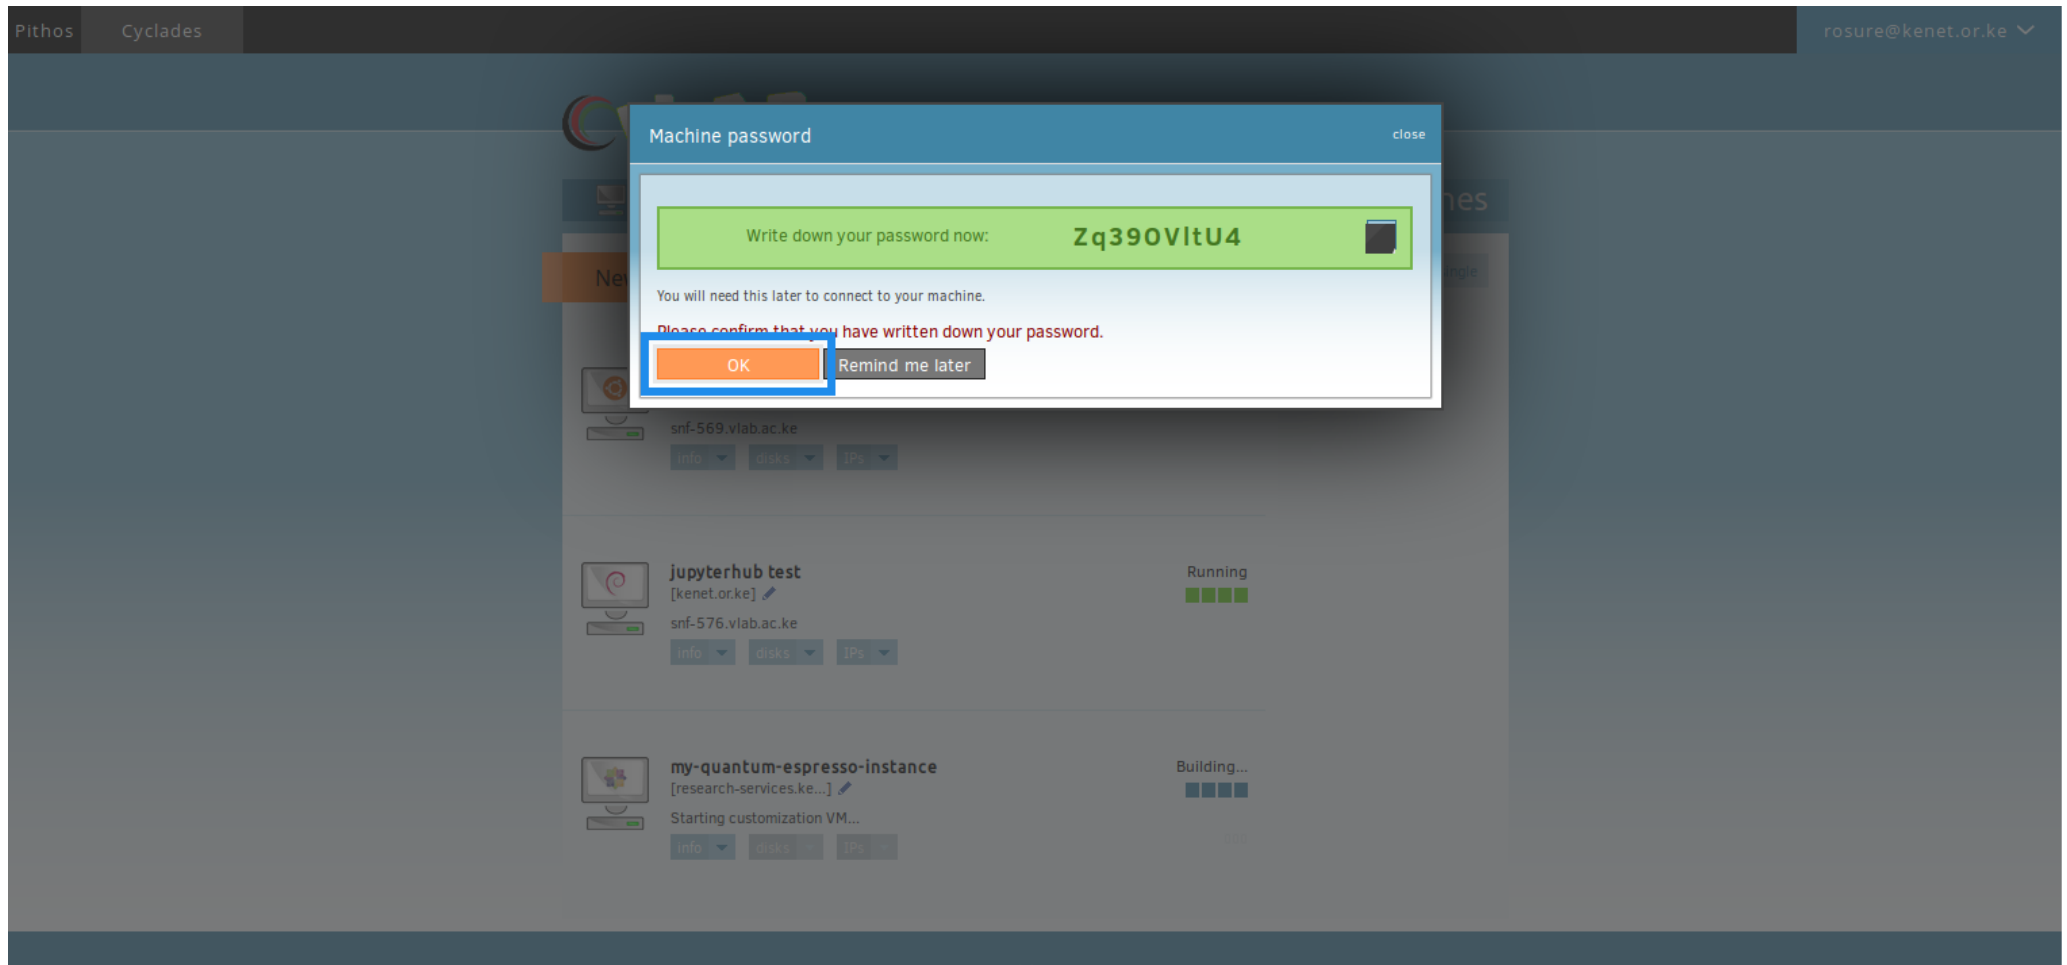 Pithos Cyclades rosure@kenet.or.ke
Machine password close
Write down your password now: Zq390VltU4
You will need this later to connect to your machine.
Please confirm that you have written down your password.
OK Remind me later
snf-569.vlab.ac.ke
info disks IPs
jupyterhub test Running
[kenet.or.ke]
snf-576.vlab.ac.ke
info disks IPs
my-quantum-espresso-instance Building...
[research-services.ke...]
Starting customization VM...
info disks IPs